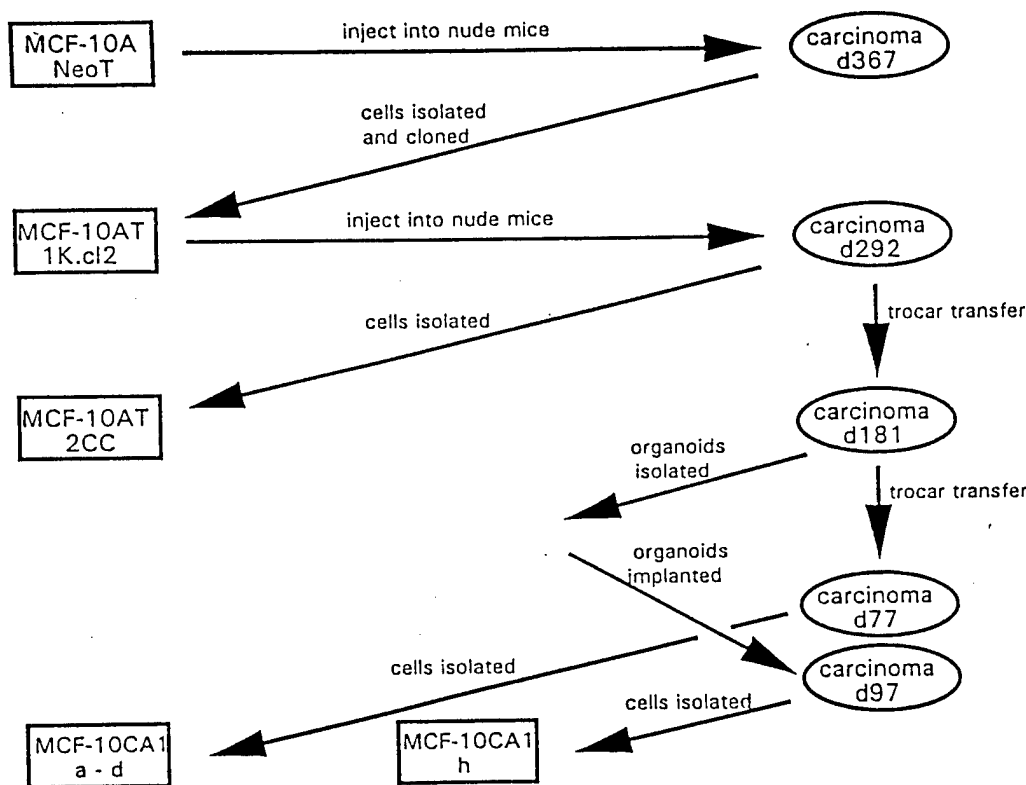 MCF-10A
NeoT
inject into nude mice
carcinoma
d367
cells isolated
and cloned
MCF-10AT
1K.cl2
inject into nude mice
carcinoma
d292
cells isolated
trocar transfer
MCF-10AT
2CC
carcinoma
d181
organoids
isolated
trocar transfer
organoids
implanted
carcinoma
d77
cells isolated
carcinoma
d97
cells isolated
MCF-10CA1
a - d
MCF-10CA1
h